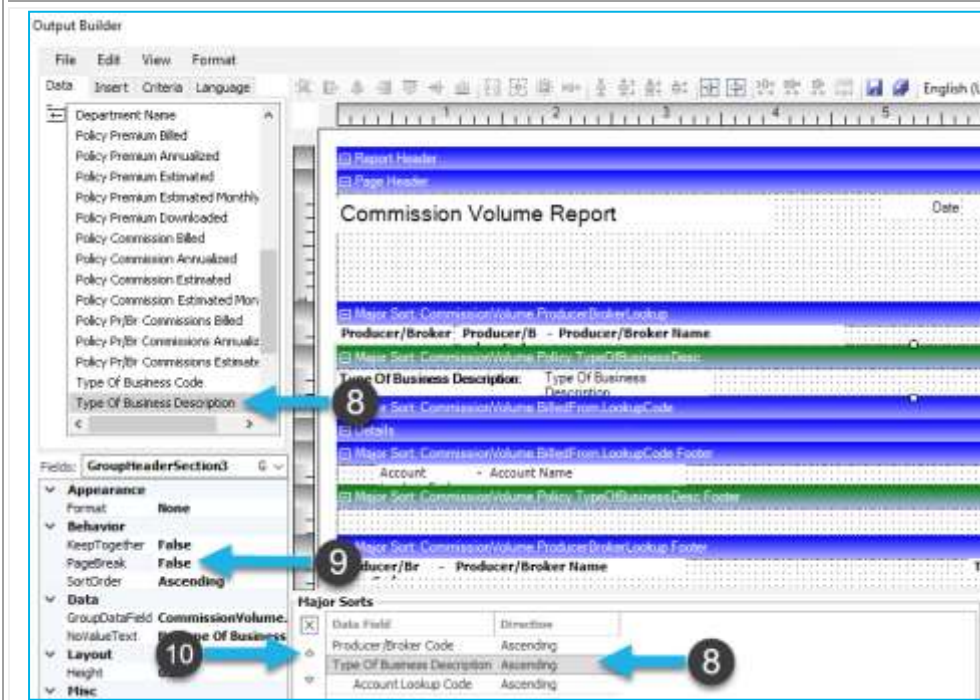 Output Builder
File Edit View Format
Data Insert Criteria Language
English (U
Department Name
Policy Premium Billed
Policy Premium Annualized
Policy Premium Estimated
Policy Premium Estimated Monthly
Policy Premium Downloaded
Policy Commission Billed
Policy Commission Annualized
Policy Commission Estimated
Policy Commission Estimated Mon
Policy Pr/Br Commissions Billed
Policy Pr/Br Commissions Annualiz
Policy Pr/Br Commissions Estimate
Type Of Business Code
Type Of Business Description
8
1 2 3 4 5
Report Header
Page Header
Commission Volume Report Date
Major Sort: CommissionVolume.ProducerBrokerLookup
Producer/Broker Producer/B - Producer/Broker Name
Major Sort: CommissionVolume.Policy.TypeOfBusinessDesc
Type Of Business Description: Type Of Business
Description
Sort: CommissionVolume.BilledFrom.LookupCode
Details
Major Sort: CommissionVolume.BilledFrom.LookupCode Footer
Account - Account Name
Major Sort: CommissionVolume.Policy.TypeOfBusinessDesc Footer
Major Sort: CommissionVolume.ProducerBrokerLookup Footer
ducer/Br - Producer/Broker Name T
Fields: GroupHeaderSection3 G
Appearance
Format None
Behavior
KeepTogether False
PageBreak False
9
SortOrder Ascending
Data
GroupDataField CommissionVolume.
NoValueText Type Of Business
10
Layout
Height
Misc
Major Sorts
Data Field Direction
Producer/Broker Code Ascending
Type Of Business Description Ascending
8
Account Lookup Code Ascending